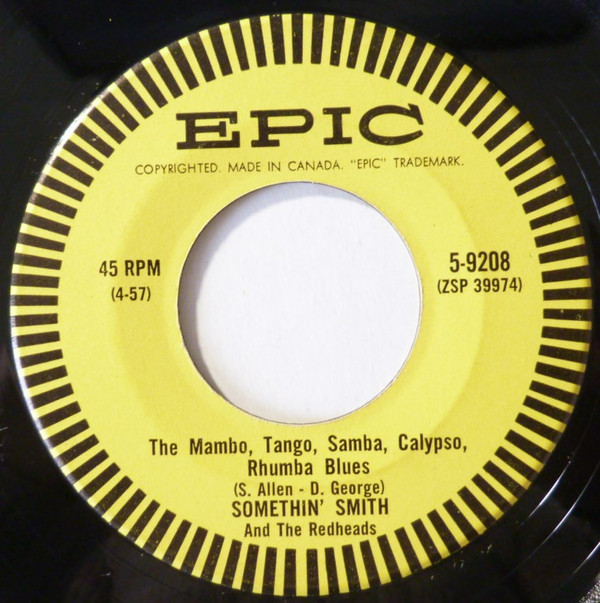 EPIC
COPYRIGHTED. MADE IN CANADA. "EPIC" TRADEMARK.
45 RPM
(4-57)
5-9208
(ZSP 39974)
The Mambo, Tango, Samba, Calypso,
Rhumba Blues
(S. Allen - D. George)
SOMETHIN' SMITH
And The Redheads